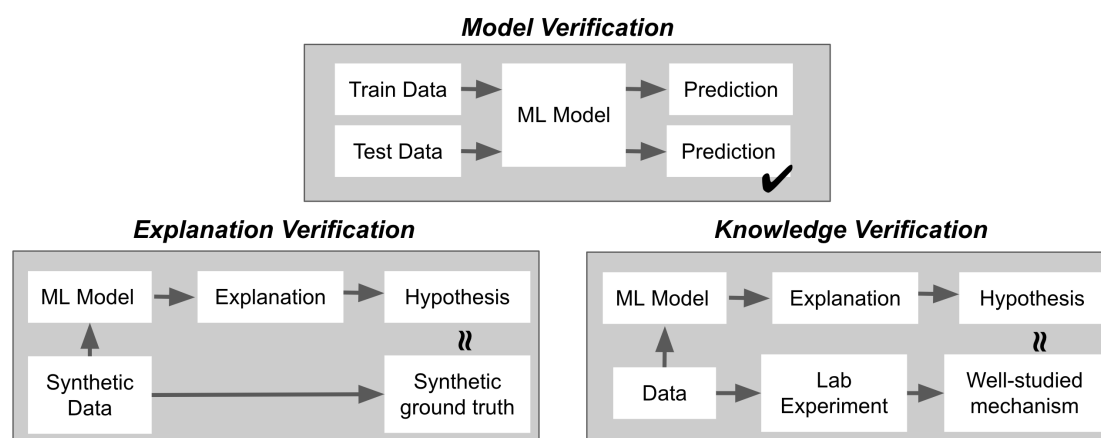 Model Verification
Train Data
ML Model
Prediction
Test Data
Prediction
Explanation Verification
ML Model
Explanation
Hypothesis
≈
Synthetic
Data
Synthetic
ground truth
Knowledge Verification
ML Model
Explanation
Hypothesis
≈
Data
Lab
Experiment
Well-studied
mechanism